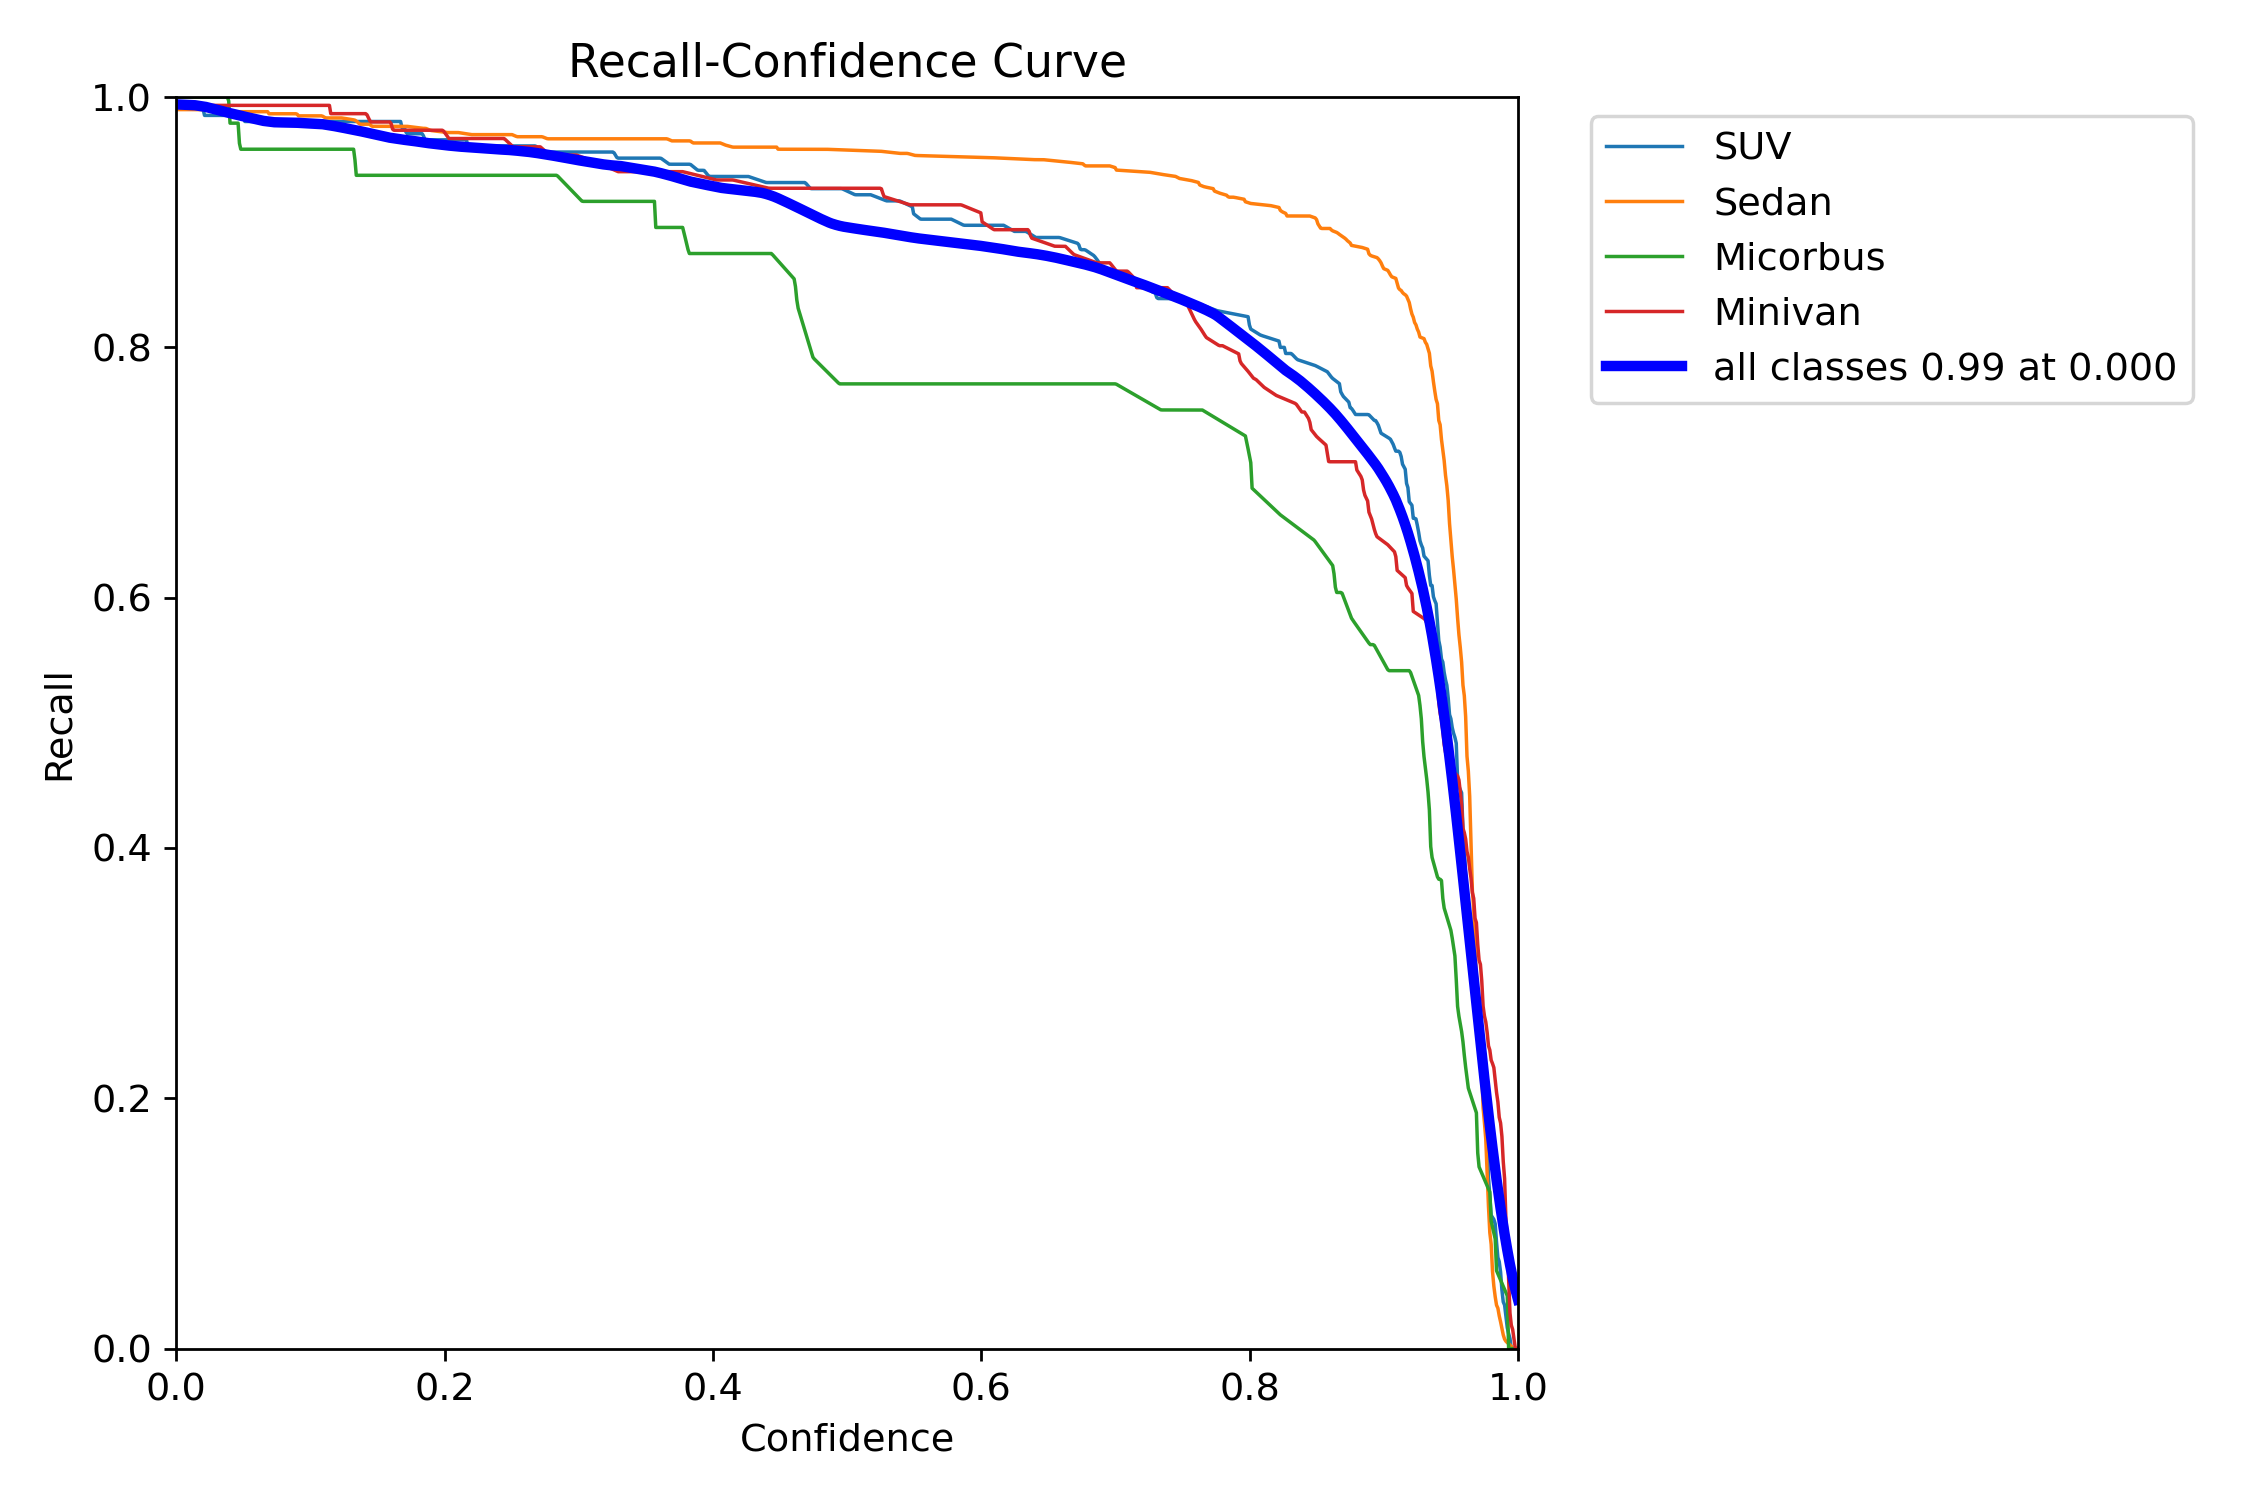 Recall-Confidence Curve
1.0
0.8
0.6
0.4
0.2
0.0
Recall
0.0 0.2 0.4 0.6 0.8 1.0
Confidence
SUV
Sedan
Micorbus
Minivan
all classes 0.99 at 0.000